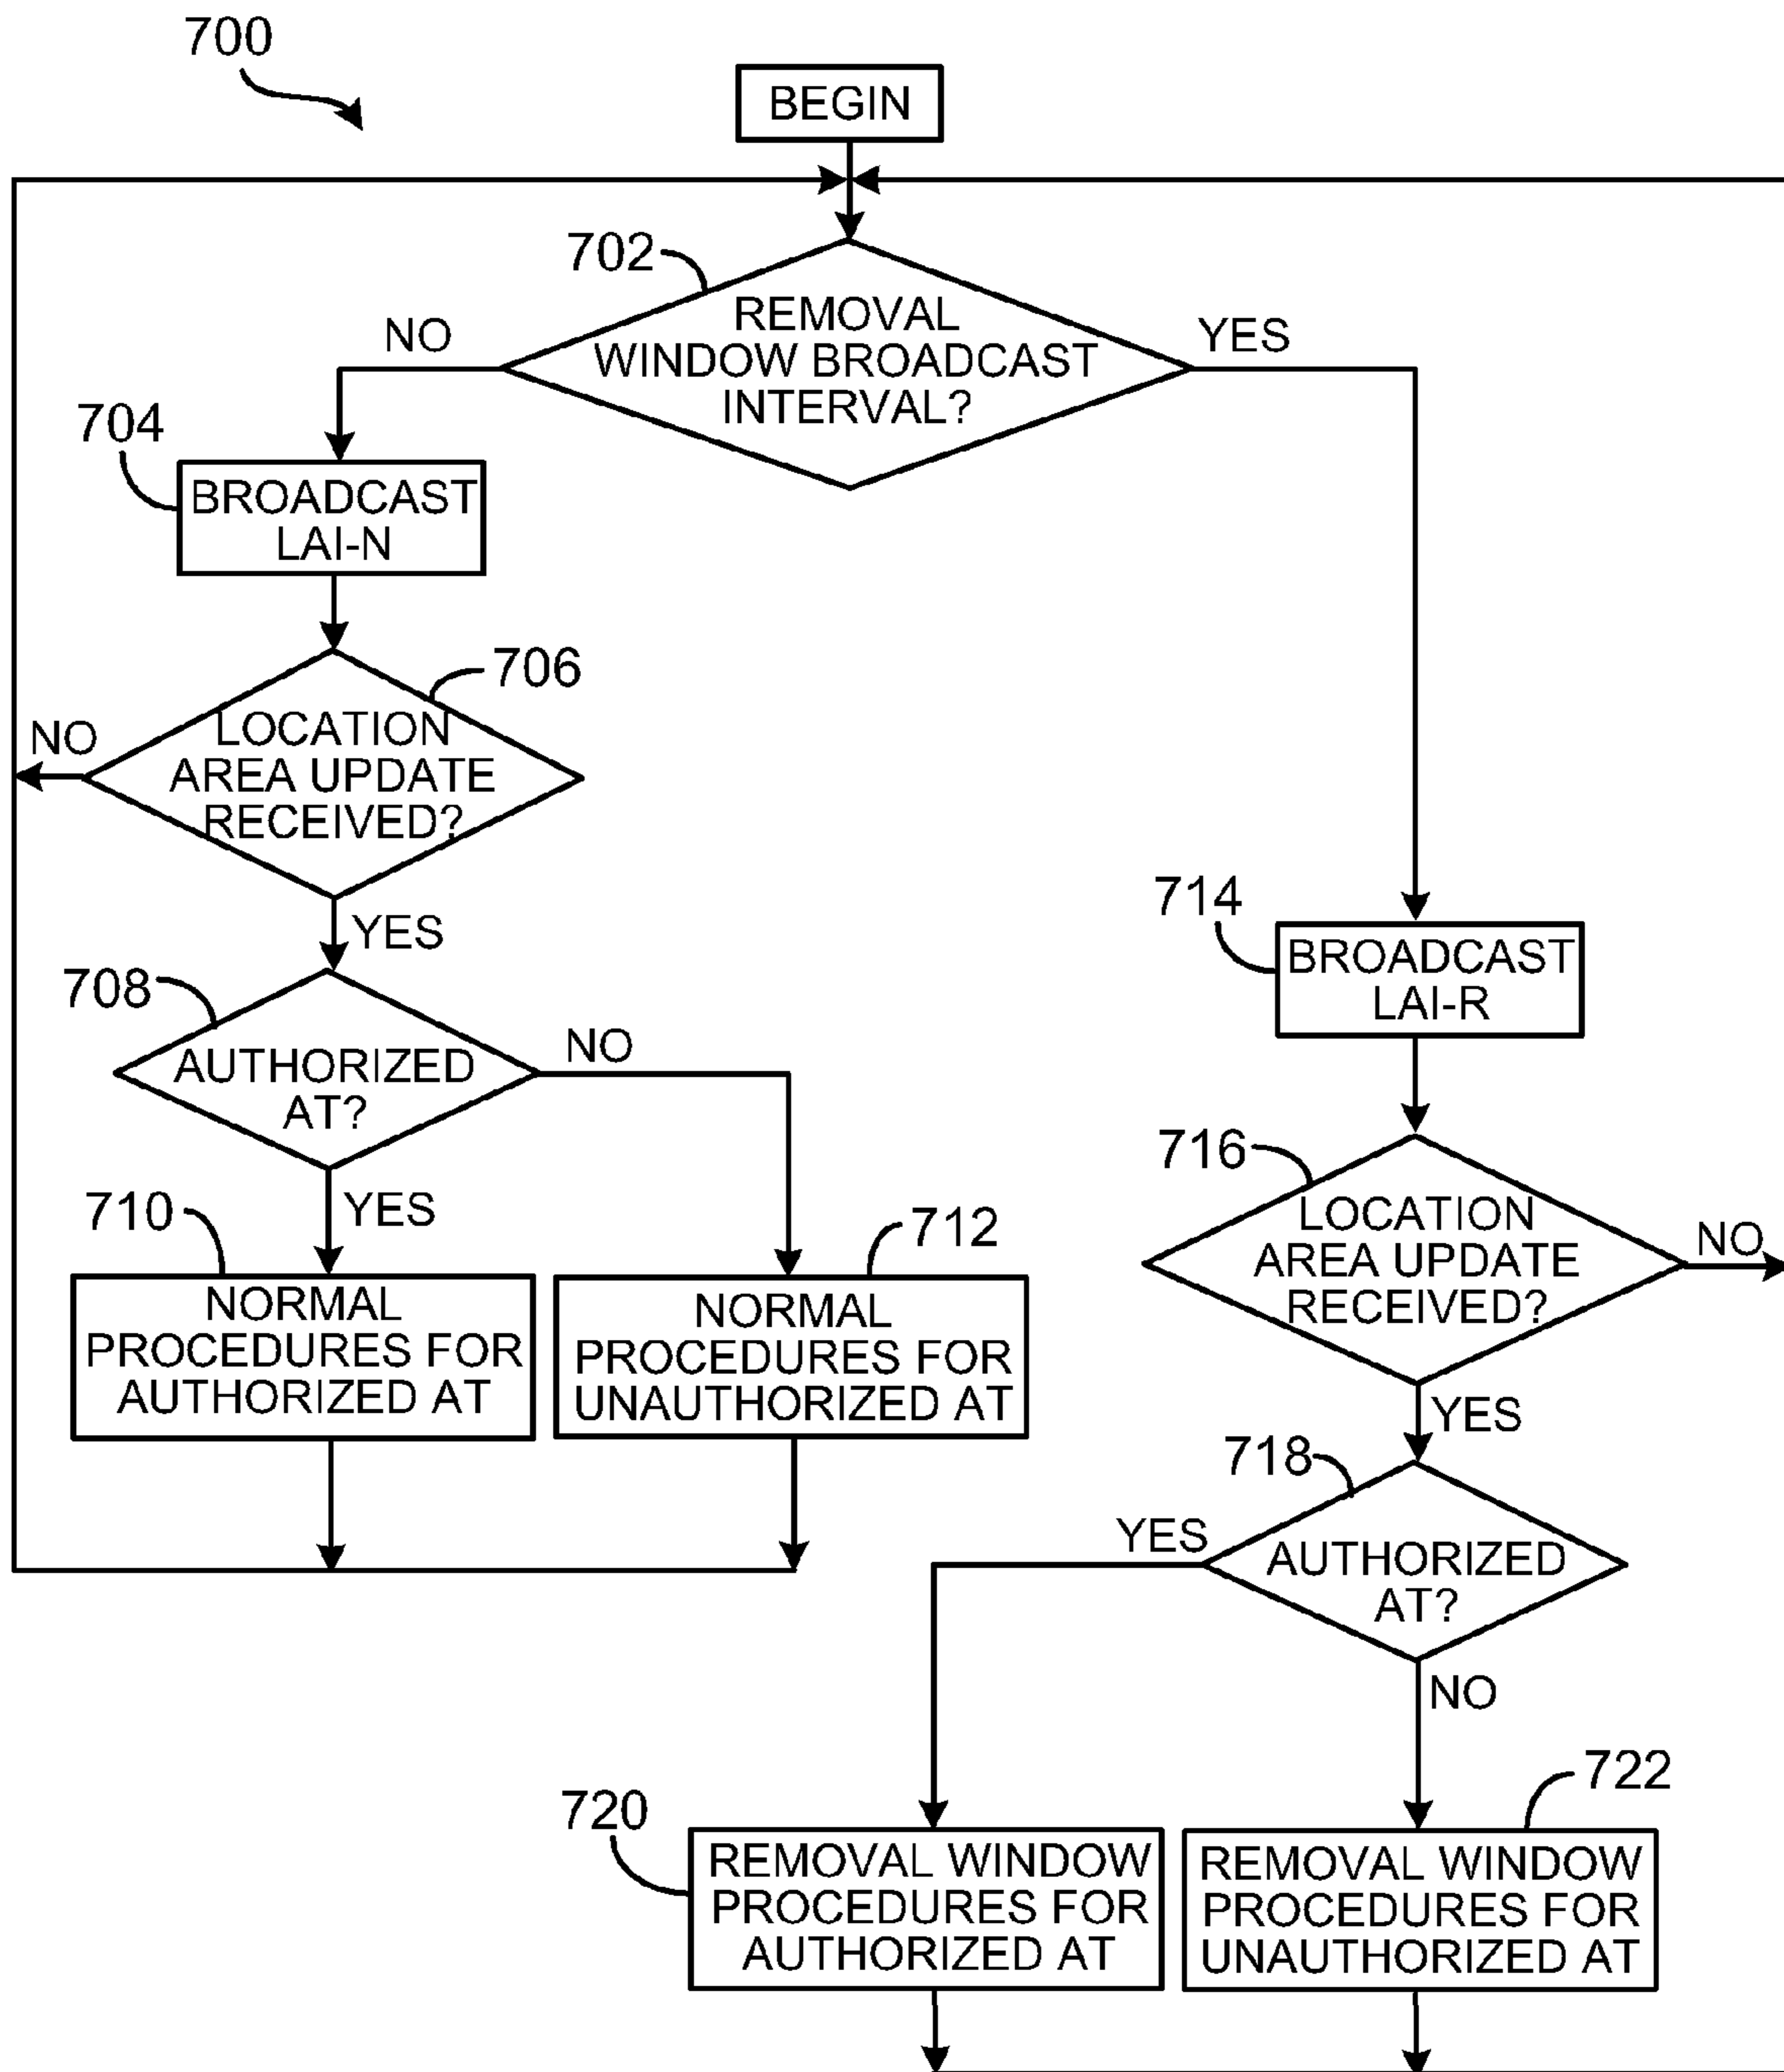 700
BEGIN
702
REMOVAL
WINDOW BROADCAST
INTERVAL?
NO
YES
704
BROADCAST
LAI-N
706
LOCATION
AREA UPDATE
RECEIVED?
NO
YES
708
AUTHORIZED
AT?
NO
YES
710
NORMAL
PROCEDURES FOR
AUTHORIZED AT
712
NORMAL
PROCEDURES FOR
UNAUTHORIZED AT
714
BROADCAST
LAI-R
716
LOCATION
AREA UPDATE
RECEIVED?
NO
YES
718
AUTHORIZED
AT?
YES
NO
720
REMOVAL WINDOW
PROCEDURES FOR
AUTHORIZED AT
722
REMOVAL WINDOW
PROCEDURES FOR
UNAUTHORIZED AT